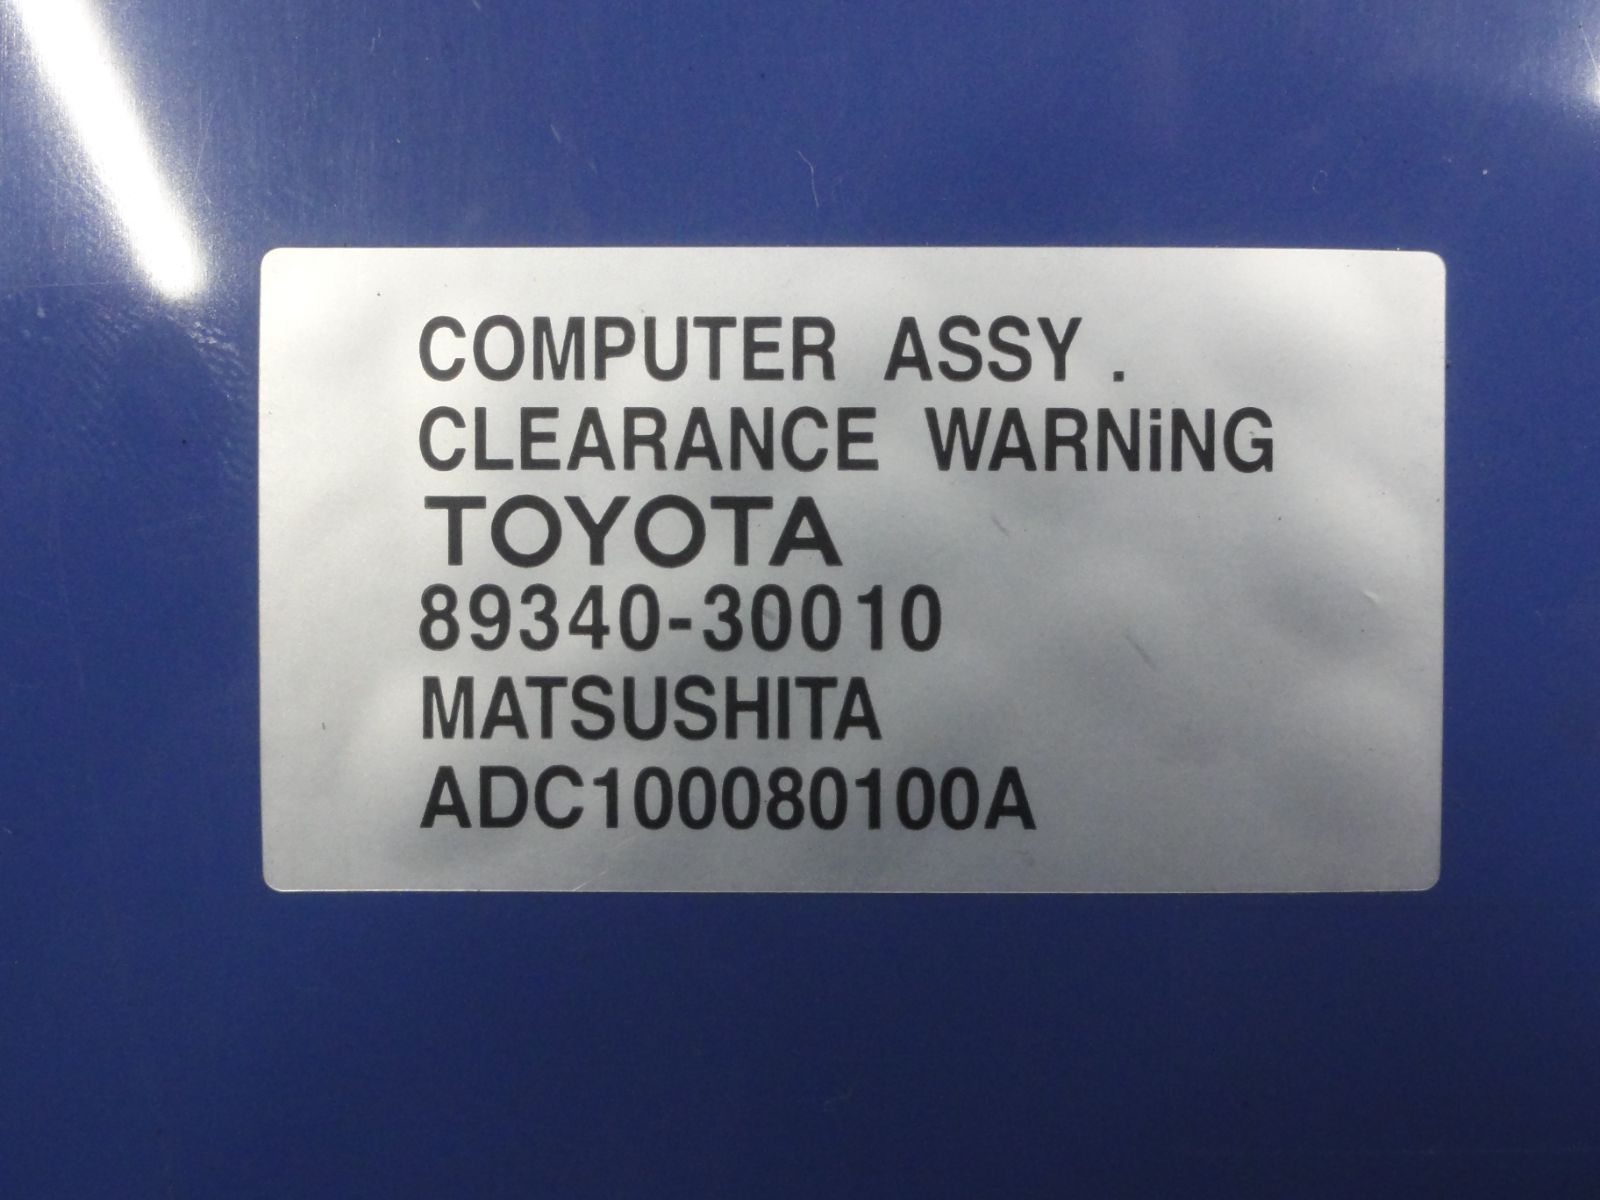 COMPUTER ASSY.
CLEARANCE WARNiNG
TOYOTA
89340-30010
MATSUSHITA
ADC100080100A